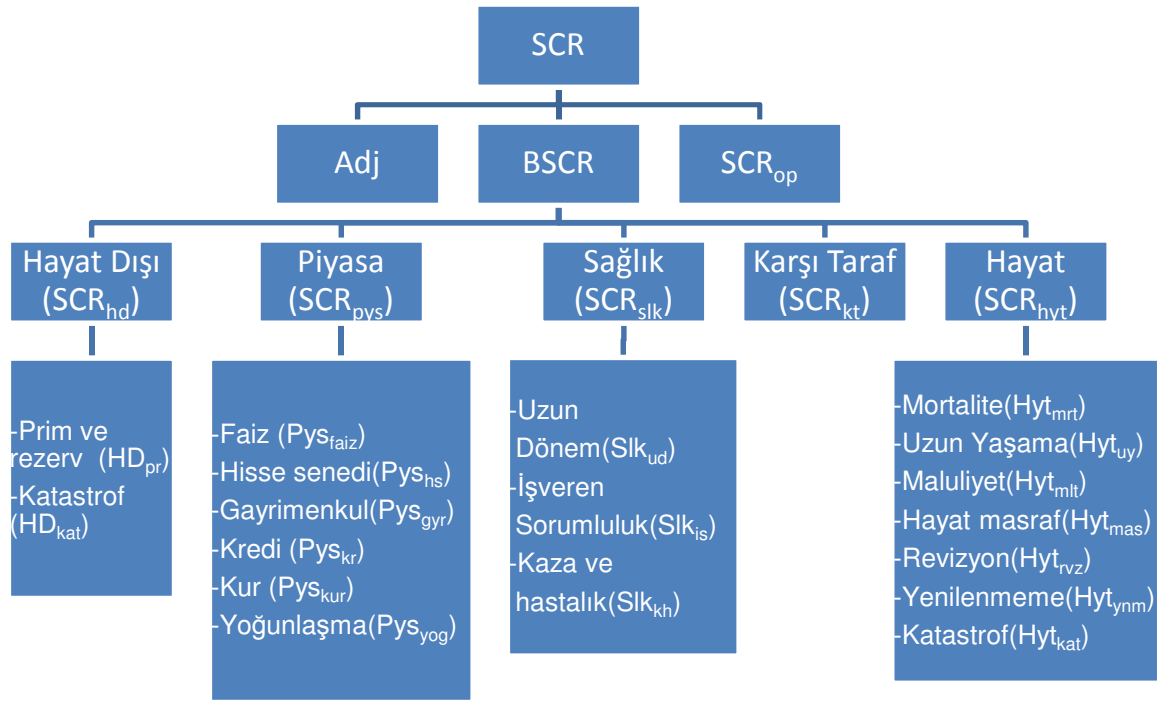 SCR
Adj
BSCR
SCRop
Hayat Dışı
(SCRhd)
Piyasa
(SCRpys)
Sağlık
(SCRslk)
Karşı Taraf
(SCRkt)
Hayat
(SCRhyt)
-Prim ve
rezerv (HDpr)
-Katastrof
(HDkat)
-Faiz (Pysfaiz)
-Hisse senedi(Pyshs)
-Gayrimenkul(Pysgyr)
-Kredi (Pyskr)
-Kur (Pyskur)
-Yoğunlaşma(Pysyog)
-Uzun
Dönem(Slkud)
-İşveren
Sorumluluk(Slkis)
-Kaza ve
hastalık(Slkkh)
-Mortalite(Hytmrt)
-Uzun Yaşama(Hytuy)
-Maluliyet(Hytmlt)
-Hayat masraf(Hytmas)
-Revizyon(Hytrvz)
-Yenilenmeme(Hytynm)
-Katastrof(Hytkat)